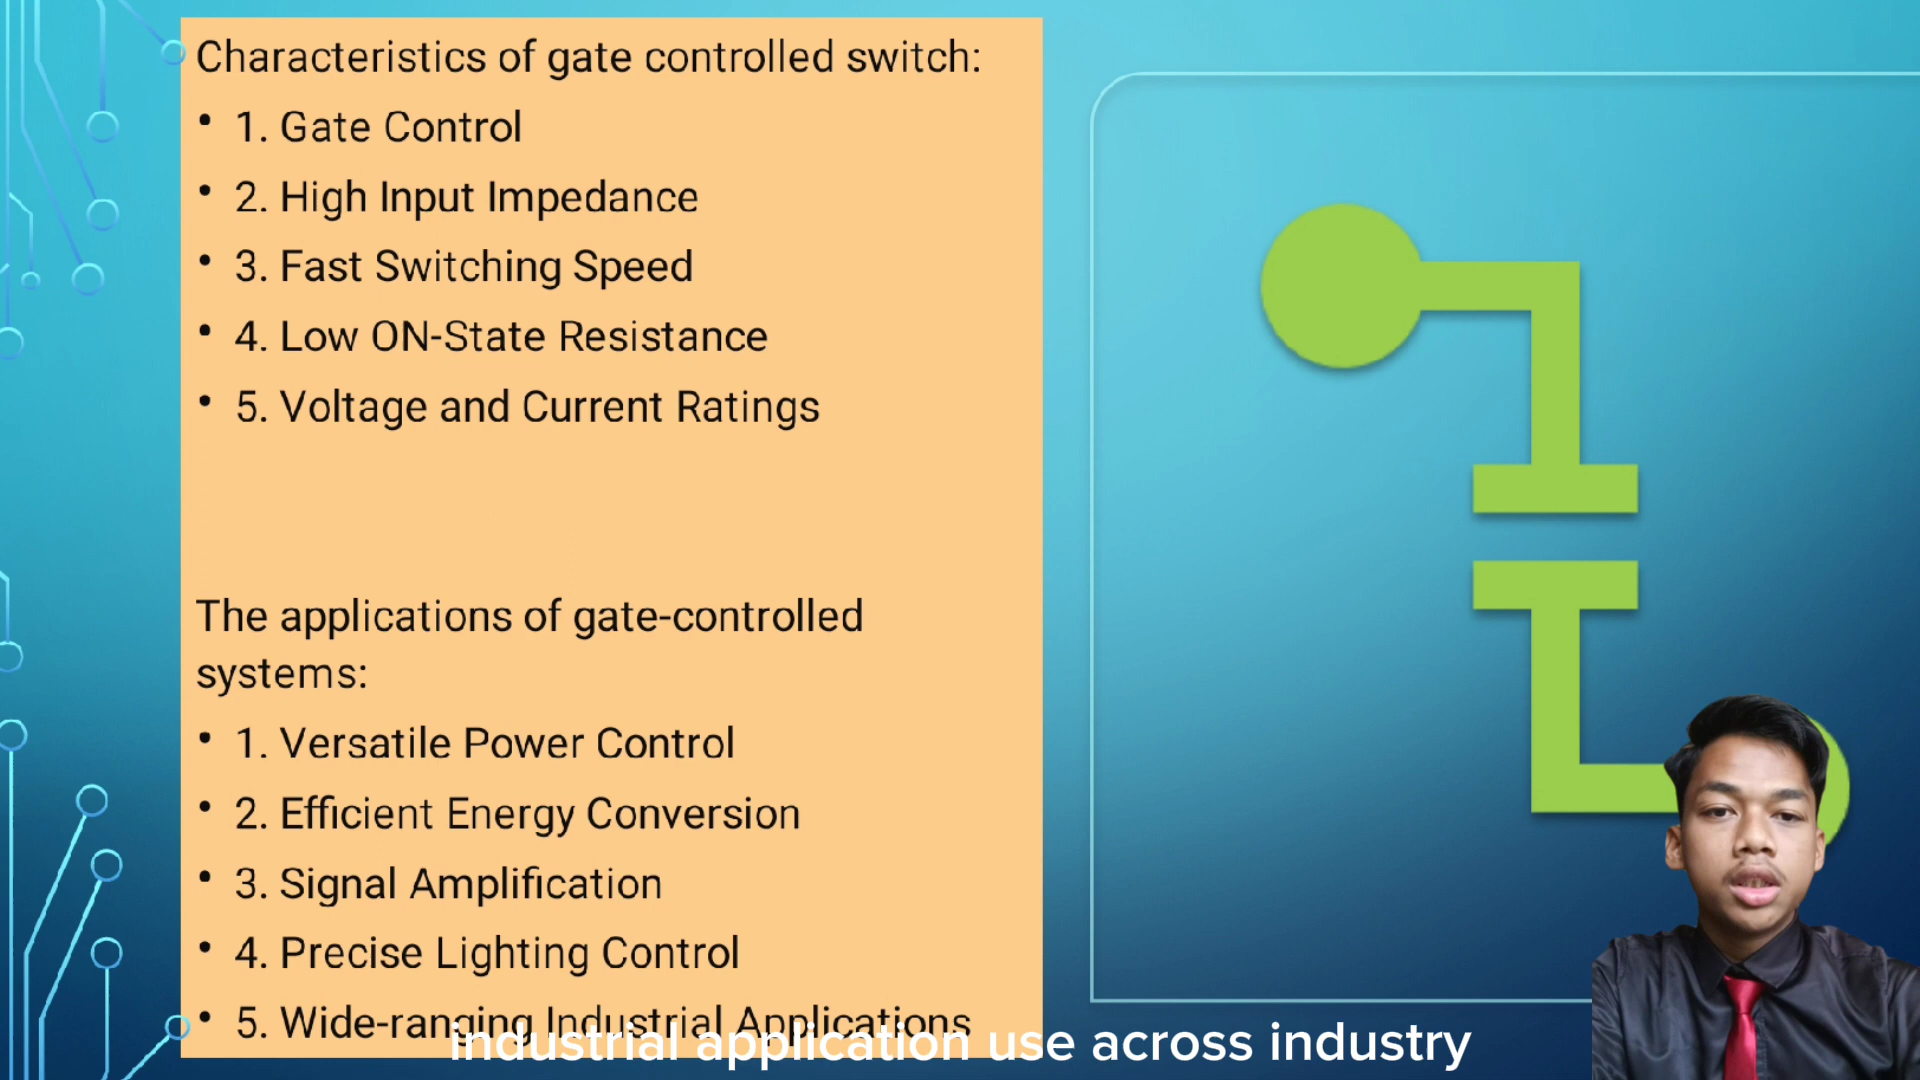 Characteristics of gate controlled switch:
• 1. Gate Control
• 2. High Input Impedance
• 3. Fast Switching Speed
• 4. Low ON-State Resistance
• 5. Voltage and Current Ratings
The applications of gate-controlled
systems:
• 1. Versatile Power Control
• 2. Efficient Energy Conversion
• 3. Signal Amplification
• 4. Precise Lighting Control
• 5. Wide-ranging Industrial Applications
industrial application use across industry